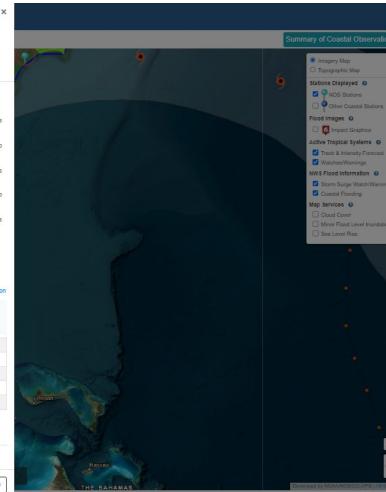 ×
Summary of Coastal Observatio
Imagery Map
Topographic Map
Stations Displayed
NOS Stations
Other Coastal Stations
Flood Images
Impact Graphics
Active Tropical Systems
Track & Intensity Forecast
Watches/Warnings
NWS Flood Information
Storm Surge Watch/Warnin
Coastal Flooding
Map Services
Cloud Cover
Minor Flood Level Inundati
Sea Level Rise
on
Nassau
THE BAHAMAS